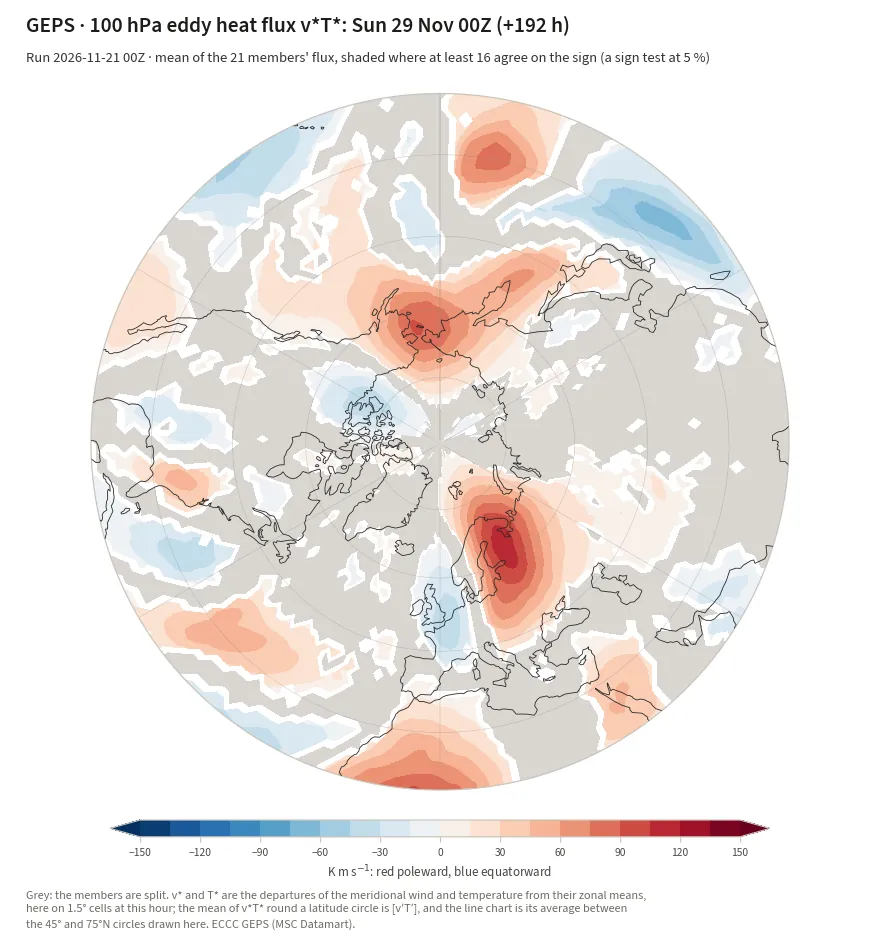 GEPS · 100 hPa eddy heat flux v*T*: Sun 29 Nov 00Z (+192 h)
Run 2026-11-21 00Z · mean of the 21 members' flux, shaded where at least 16 agree on the sign (a sign test at 5 %)
−150 −120 −90 −60 −30 0 30 60 90 120 150
K m s⁻¹: red poleward, blue equatorward
Grey: the members are split. v* and T* are the departures of the meridional wind and temperature from their zonal means,
here on 1.5° cells at this hour; the mean of v*T* round a latitude circle is [v′T′], and the line chart is its average between
the 45° and 75°N circles drawn here. ECCC GEPS (MSC Datamart).